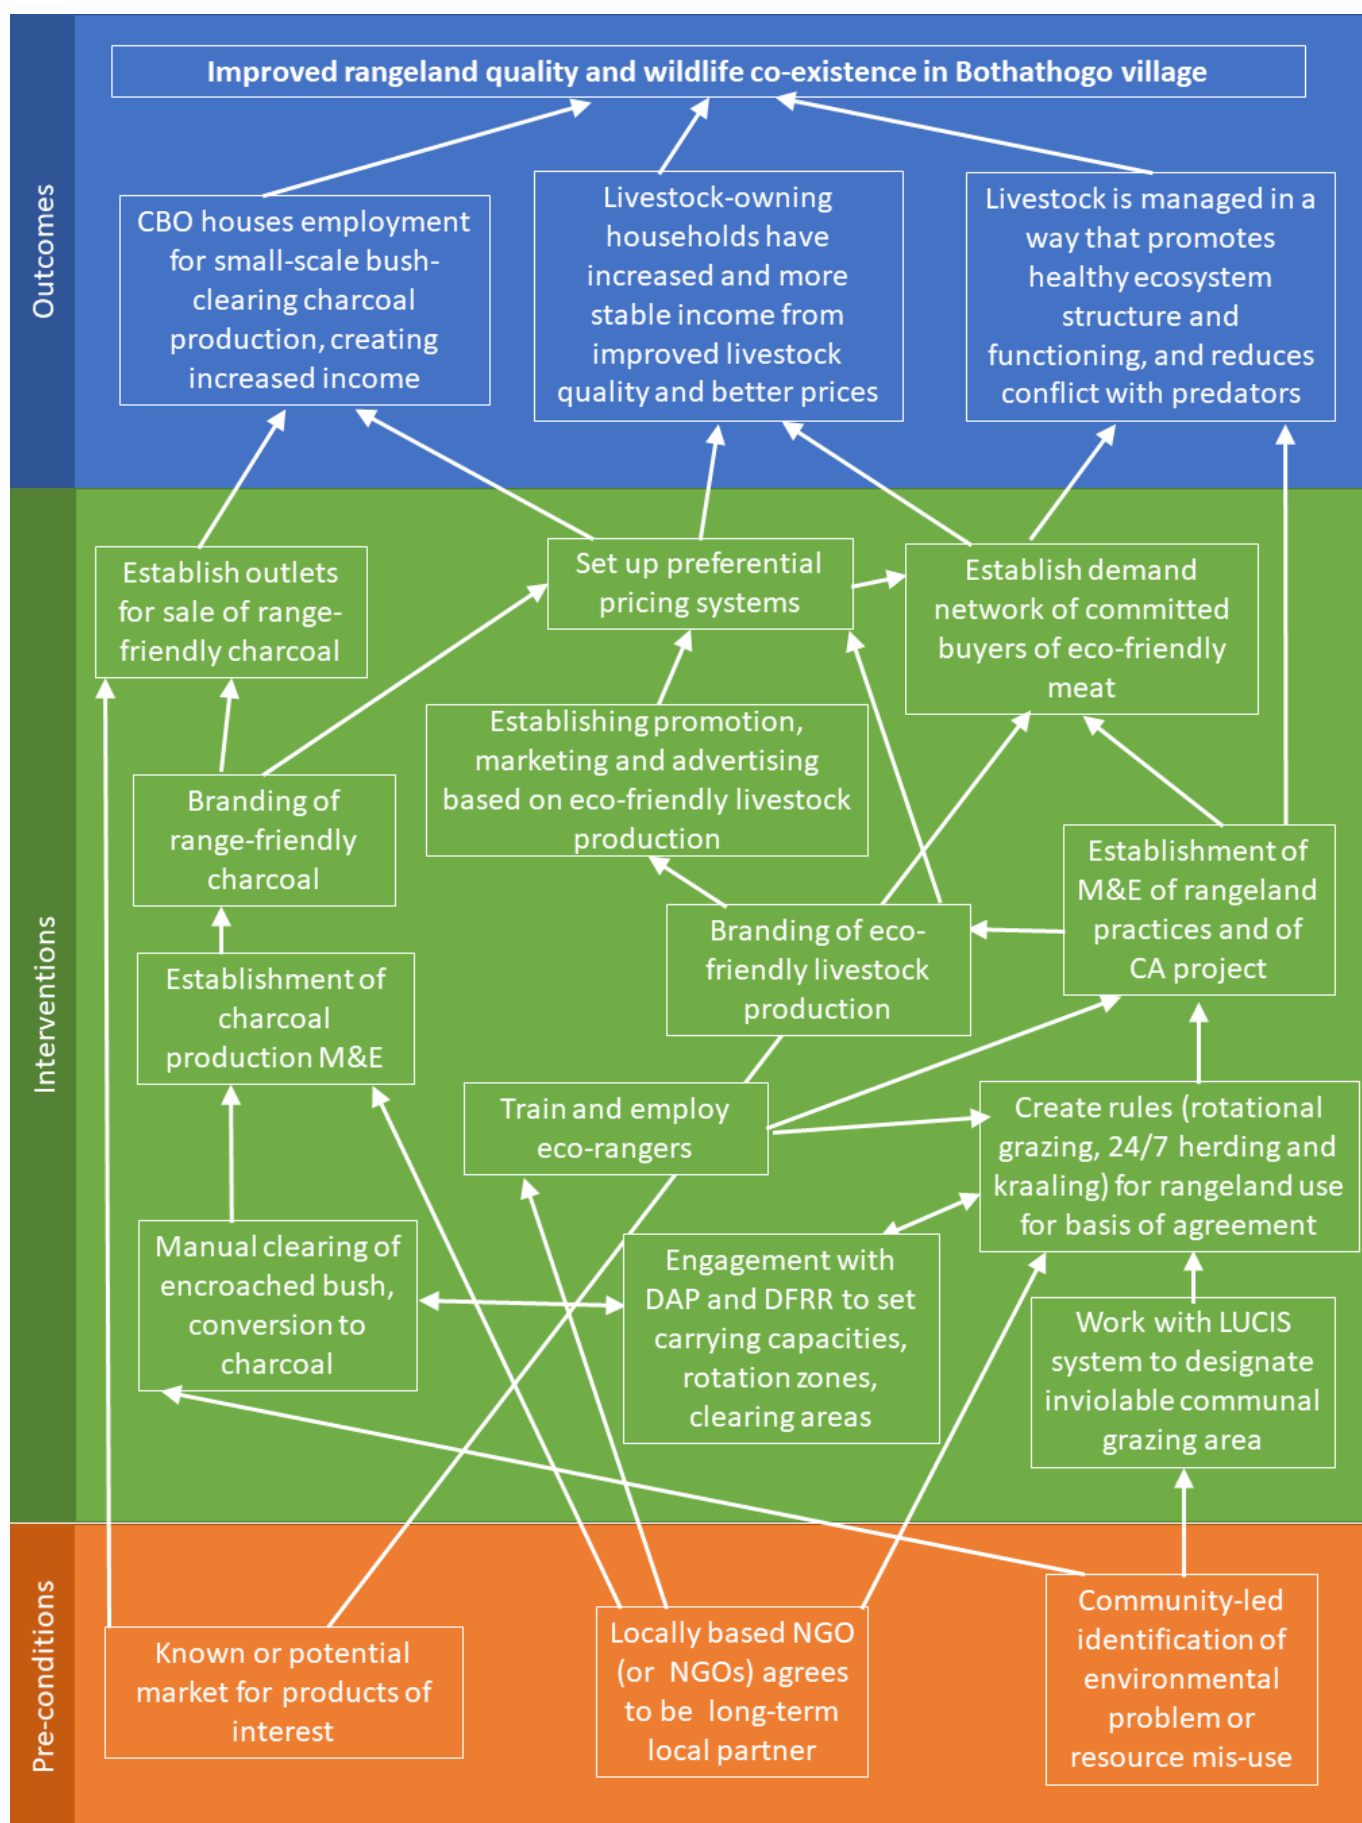 Outcomes
Improved rangeland quality and wildlife co-existence in Bothathogo village
CBO houses employment
for small-scale bush-
clearing charcoal
production, creating
increased income
Livestock-owning
households have
increased and more
stable income from
improved livestock
quality and better prices
Livestock is managed in a
way that promotes
healthy ecosystem
structure and
functioning, and reduces
conflict with predators
Interventions
Establish outlets
for sale of range-
friendly charcoal
Set up preferential
pricing systems
Establish demand
network of committed
buyers of eco-friendly
meat
Establishing promotion,
marketing and advertising
based on eco-friendly livestock
production
Branding of
range-friendly
charcoal
Establishment of
M&E of rangeland
practices and of
CA project
Branding of eco-
friendly livestock
production
Establishment of
charcoal
production M&E
Train and employ
eco-rangers
Create rules (rotational
grazing, 24/7 herding and
kraaling) for rangeland use
for basis of agreement
Manual clearing of
encroached bush,
conversion to
charcoal
Engagement with
DAP and DFRR to set
carrying capacities,
rotation zones,
clearing areas
Work with LUCIS
system to designate
inviolable communal
grazing area
Pre-conditions
Known or potential
market for products of
interest
Locally based NGO
(or NGOs) agrees
to be long-term
local partner
Community-led
identification of
environmental
problem or
resource mis-use